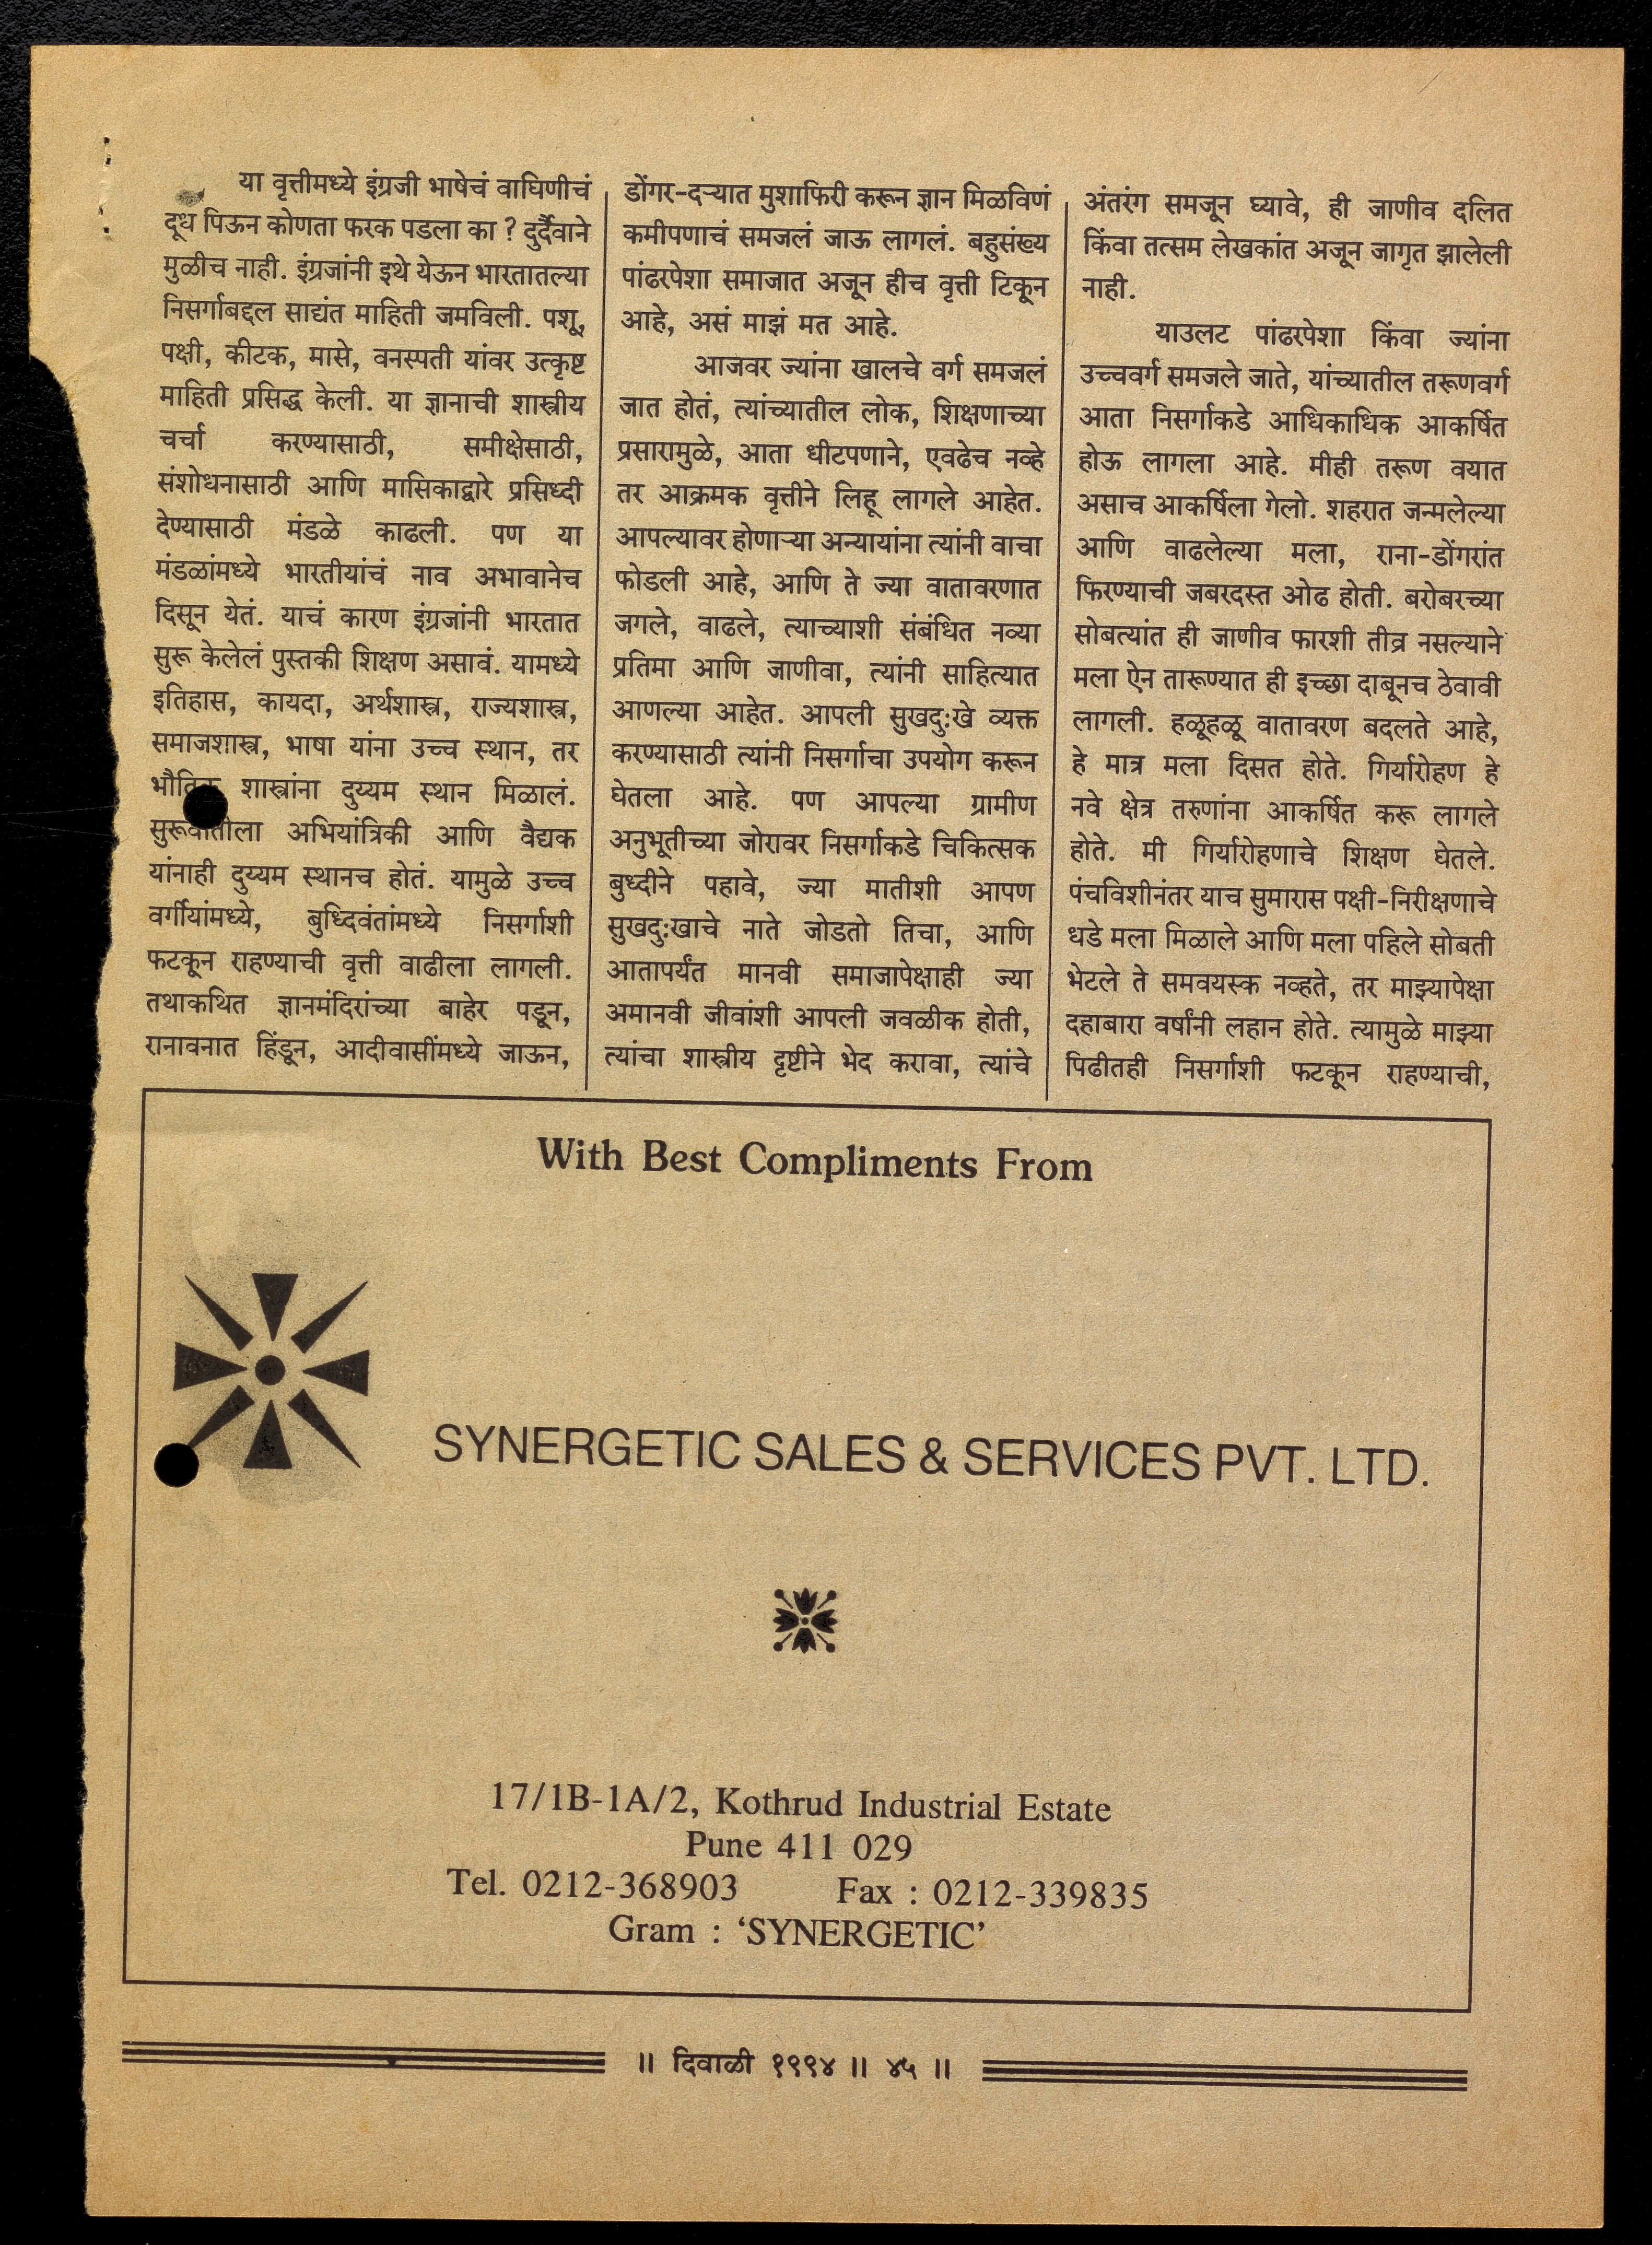 या वृत्तीमध्ये इंग्रजी भाषेचं वाघिणीचं
दूध पिऊन कोणता फरक पडला का ? दुर्दैवाने
मुळीच नाही. इंग्रजांनी इथे येऊन भारतातल्या
निसर्गाबद्दल साद्यंत माहिती जमविली. पशू,
पक्षी, कीटक, मासे, वनस्पती यांवर उत्कृष्ट
माहिती प्रसिद्ध केली. या ज्ञानाची शास्त्रीय
चर्चा करण्यासाठी, समीक्षेसाठी,
संशोधनासाठी आणि मासिकाद्वारे प्रसिध्दी
देण्यासाठी मंडळे काढली. पण या
मंडळांमध्ये भारतीयांचं नाव अभावानेच
दिसून येतं. याचं कारण इंग्रजांनी भारतात
सुरू केलेलं पुस्तकी शिक्षण असावं. यामध्ये
इतिहास, कायदा, अर्थशास्त्र, राज्यशास्त्र,
समाजशास्त्र, भाषा यांना उच्च स्थान, तर
शास्त्रांना दुय्यम स्थान मिळालं.
सुरूवातीला अभियांत्रिकी आणि वैद्यक
यांनाही दुय्यम स्थानच होतं. यामुळे उच्च
वर्गीयांमध्ये, बुध्दिवंतांमध्ये निसर्गाशी
फटकून राहण्याची वृत्ती वाढीला लागली.
तथाकथित ज्ञानमंदिरांच्या बाहेर पडून,
रानावनात हिंडून, आदीवासींमध्ये जाऊन,
डोंगर-दऱ्यात मुशाफिरी करून ज्ञान मिळविणं
कमीपणाचं समजलं जाऊ लागलं. बहुसंख्य
पांढरपेशा समाजात अजून हीच वृत्ती टिकून
आहे, असं माझं मत आहे.
आजवर ज्यांना खालचे वर्ग समजलं
जात होतं, त्यांच्यातील लोक, शिक्षणाच्या
प्रसारामुळे, आता धीटपणाने, एवढेच नव्हे
तर आक्रमक वृत्तीने लिहू लागले आहेत.
आपल्यावर होणाऱ्या अन्यायांना त्यांनी वाचा
फोडली आहे, आणि ते ज्या वातावरणात
जगले, वाढले, त्याच्याशी संबंधित नव्या
प्रतिमा आणि जाणीवा, त्यांनी साहित्यात
आणल्या आहेत. आपली सुखदुःखे व्यक्त
करण्यासाठी त्यांनी निसर्गाचा उपयोग करून
घेतला आहे. पण आपल्या ग्रामीण
अनुभूतीच्या जोरावर निसर्गाकडे चिकित्सक
बुध्दीने पहावे, ज्या मातीशी आपण
सुखदुःखाचे नाते जोडतो तिचा, आणि
आतापर्यंत मानवी समाजापेक्षाही ज्या
अमानवी जीवांशी आपली जवळीक होती,
त्यांचा शास्त्रीय दृष्टीने भेद करावा, त्यांचे
अंतरंग समजून घ्यावे, ही जाणीव दलित
किंवा तत्सम लेखकांत अजून जागृत झालेली
नाही.
याउलट पांढरपेशा किंवा ज्यांना
उच्चवर्ग समजले जाते, यांच्यातील तरूणवर्ग
आता निसर्गाकडे आधिकाधिक आकर्षित
होऊ लागला आहे. मीही तरूण वयात
असाच आकर्षिला गेलो. शहरात जन्मलेल्या
आणि वाढलेल्या मला, राना-डोंगरांत
फिरण्याची जबरदस्त ओढ होती. बरोबरच्या
सोबत्यांत ही जाणीव फारशी तीव्र नसल्याने
मला ऐन तारूण्यात ही इच्छा दाबूनच ठेवावी
लागली. हळूहळू वातावरण बदलते आहे,
हे मात्र मला दिसत होते. गिर्यारोहण हे
नवे क्षेत्र तरुणांना आकर्षित करू लागले
होते. मी गिर्यारोहणाचे शिक्षण घेतले.
पंचविशीनंतर याच सुमारास पक्षी-निरीक्षणाचे
धडे मला मिळाले आणि मला पहिले सोबती
भेटले ते समवयस्क नव्हते, तर माझ्यापेक्षा
दहाबारा वर्षांनी लहान होते. त्यामुळे माझ्या
पिढीतही निसर्गाशी फटकून राहण्याची,
With Best Compliments From
SYNERGETIC SALES & SERVICES PVT. LTD.
17/1B-1A/2, Kothrud Industrial Estate
Pune 411 029
Tel. 0212-368903 Fax : 0212-339835
Gram : ‘SYNERGETIC’
॥ दिवाळी १९९४ ॥ ४५ ॥